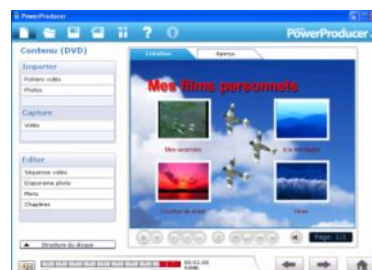 PowerProducer
PowerProducer
Contenu (DVD)
Importer
Fichiers vidéo
Photos
Capture
Vidéo
Editer
Séquence vidéo
Diaporama photo
Menu
Chapitres
Structure du disque
Création
Aperçu
Mes films personnels
Mes vacances
à la montagne
Coucher de soleil
Hiver
Page: 1/1